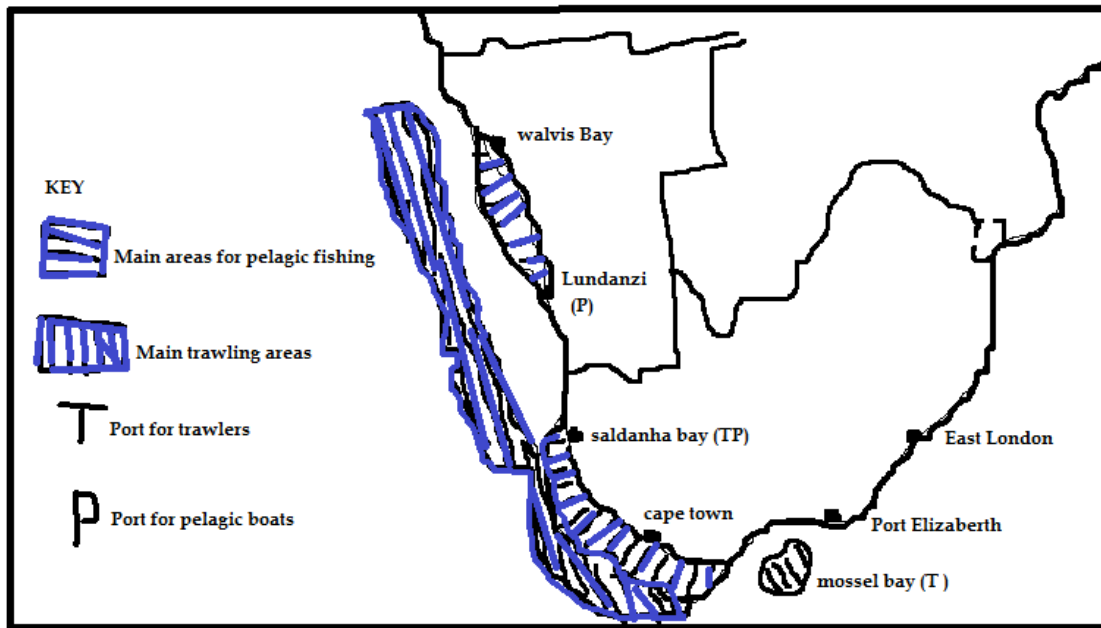 KEY
Main areas for pelagic fishing
Main trawling areas
T Port for trawlers
P Port for pelagic boats
walvis Bay
Lundanzi
(P)
saldanha bay (TP)
cape town
East London
Port Elizaberth
mossel bay (T )